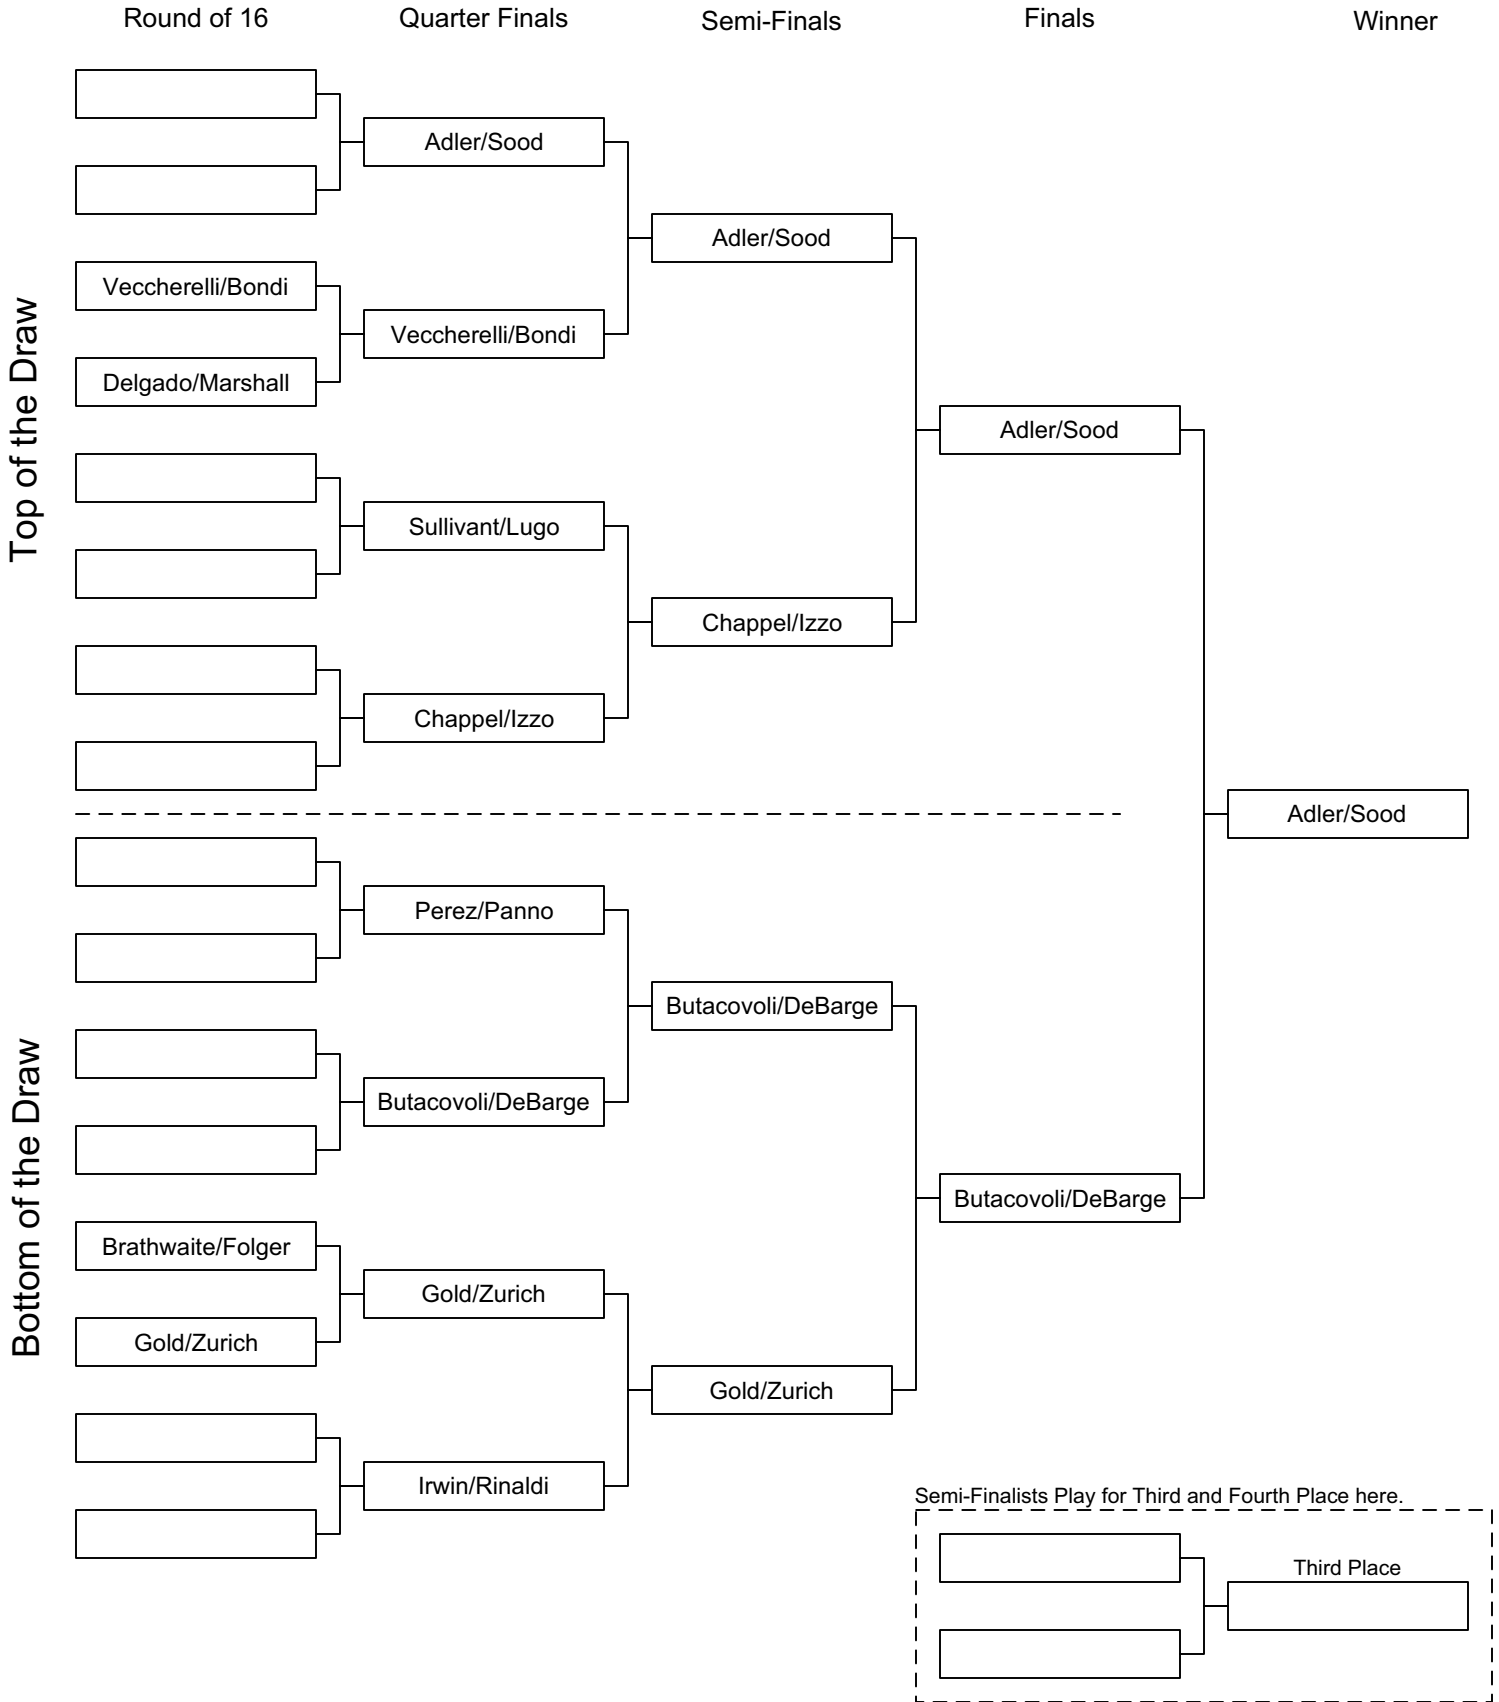 Round of 16
Quarter Finals
Semi-Finals
Finals
Winner
Top of the Draw
Adler/Sood
Adler/Sood
Veccherelli/Bondi
Veccherelli/Bondi
Delgado/Marshall
Adler/Sood
Sullivant/Lugo
Chappel/Izzo
Chappel/Izzo
Adler/Sood
Bottom of the Draw
Perez/Panno
Butacovoli/DeBarge
Butacovoli/DeBarge
Butacovoli/DeBarge
Brathwaite/Folger
Gold/Zurich
Gold/Zurich
Gold/Zurich
Irwin/Rinaldi
Semi-Finalists Play for Third and Fourth Place here.
Third Place